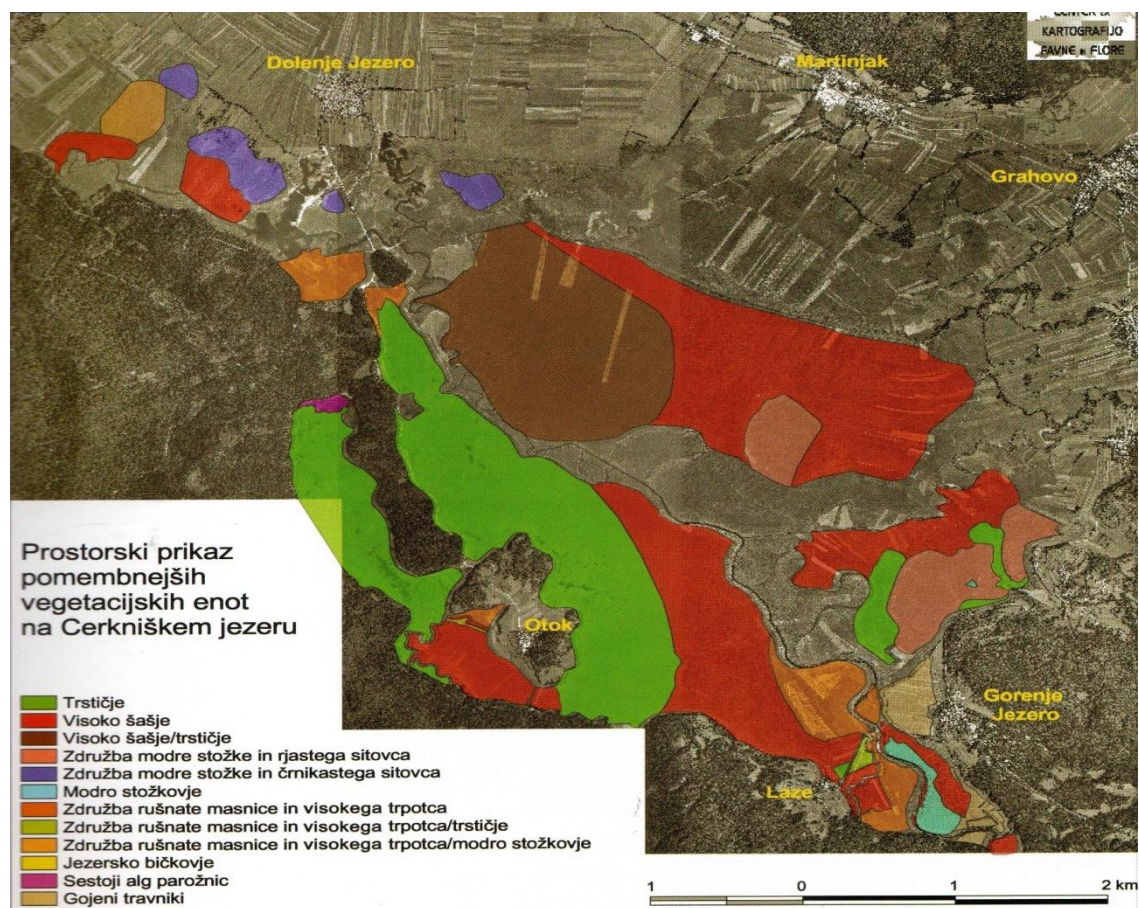 CENTER ZA
KARTOGRAFIJO
FAVNE IN FLORE
Dolenje Jezero
Martinjak
Grahovo
Otok
Gorenje
Jezero
Laze
Prostorski prikaz
pomembnejših
vegetacijskih enot
na Cerkniškem jezeru
Trstičje
Visoko šašje
Visoko šašje/trstičje
Združba modre stožke in rjastega sitovca
Združba modre stožke in črnikastega sitovca
Modro stožkovje
Združba rušnate masnice in visokega trpotca
Združba rušnate masnice in visokega trpotca/trstičje
Združba rušnate masnice in visokega trpotca/modro stožkovje
Jezersko bičkovje
Sestoji alg parožnic
Gojeni travniki
1 0 1 2 km